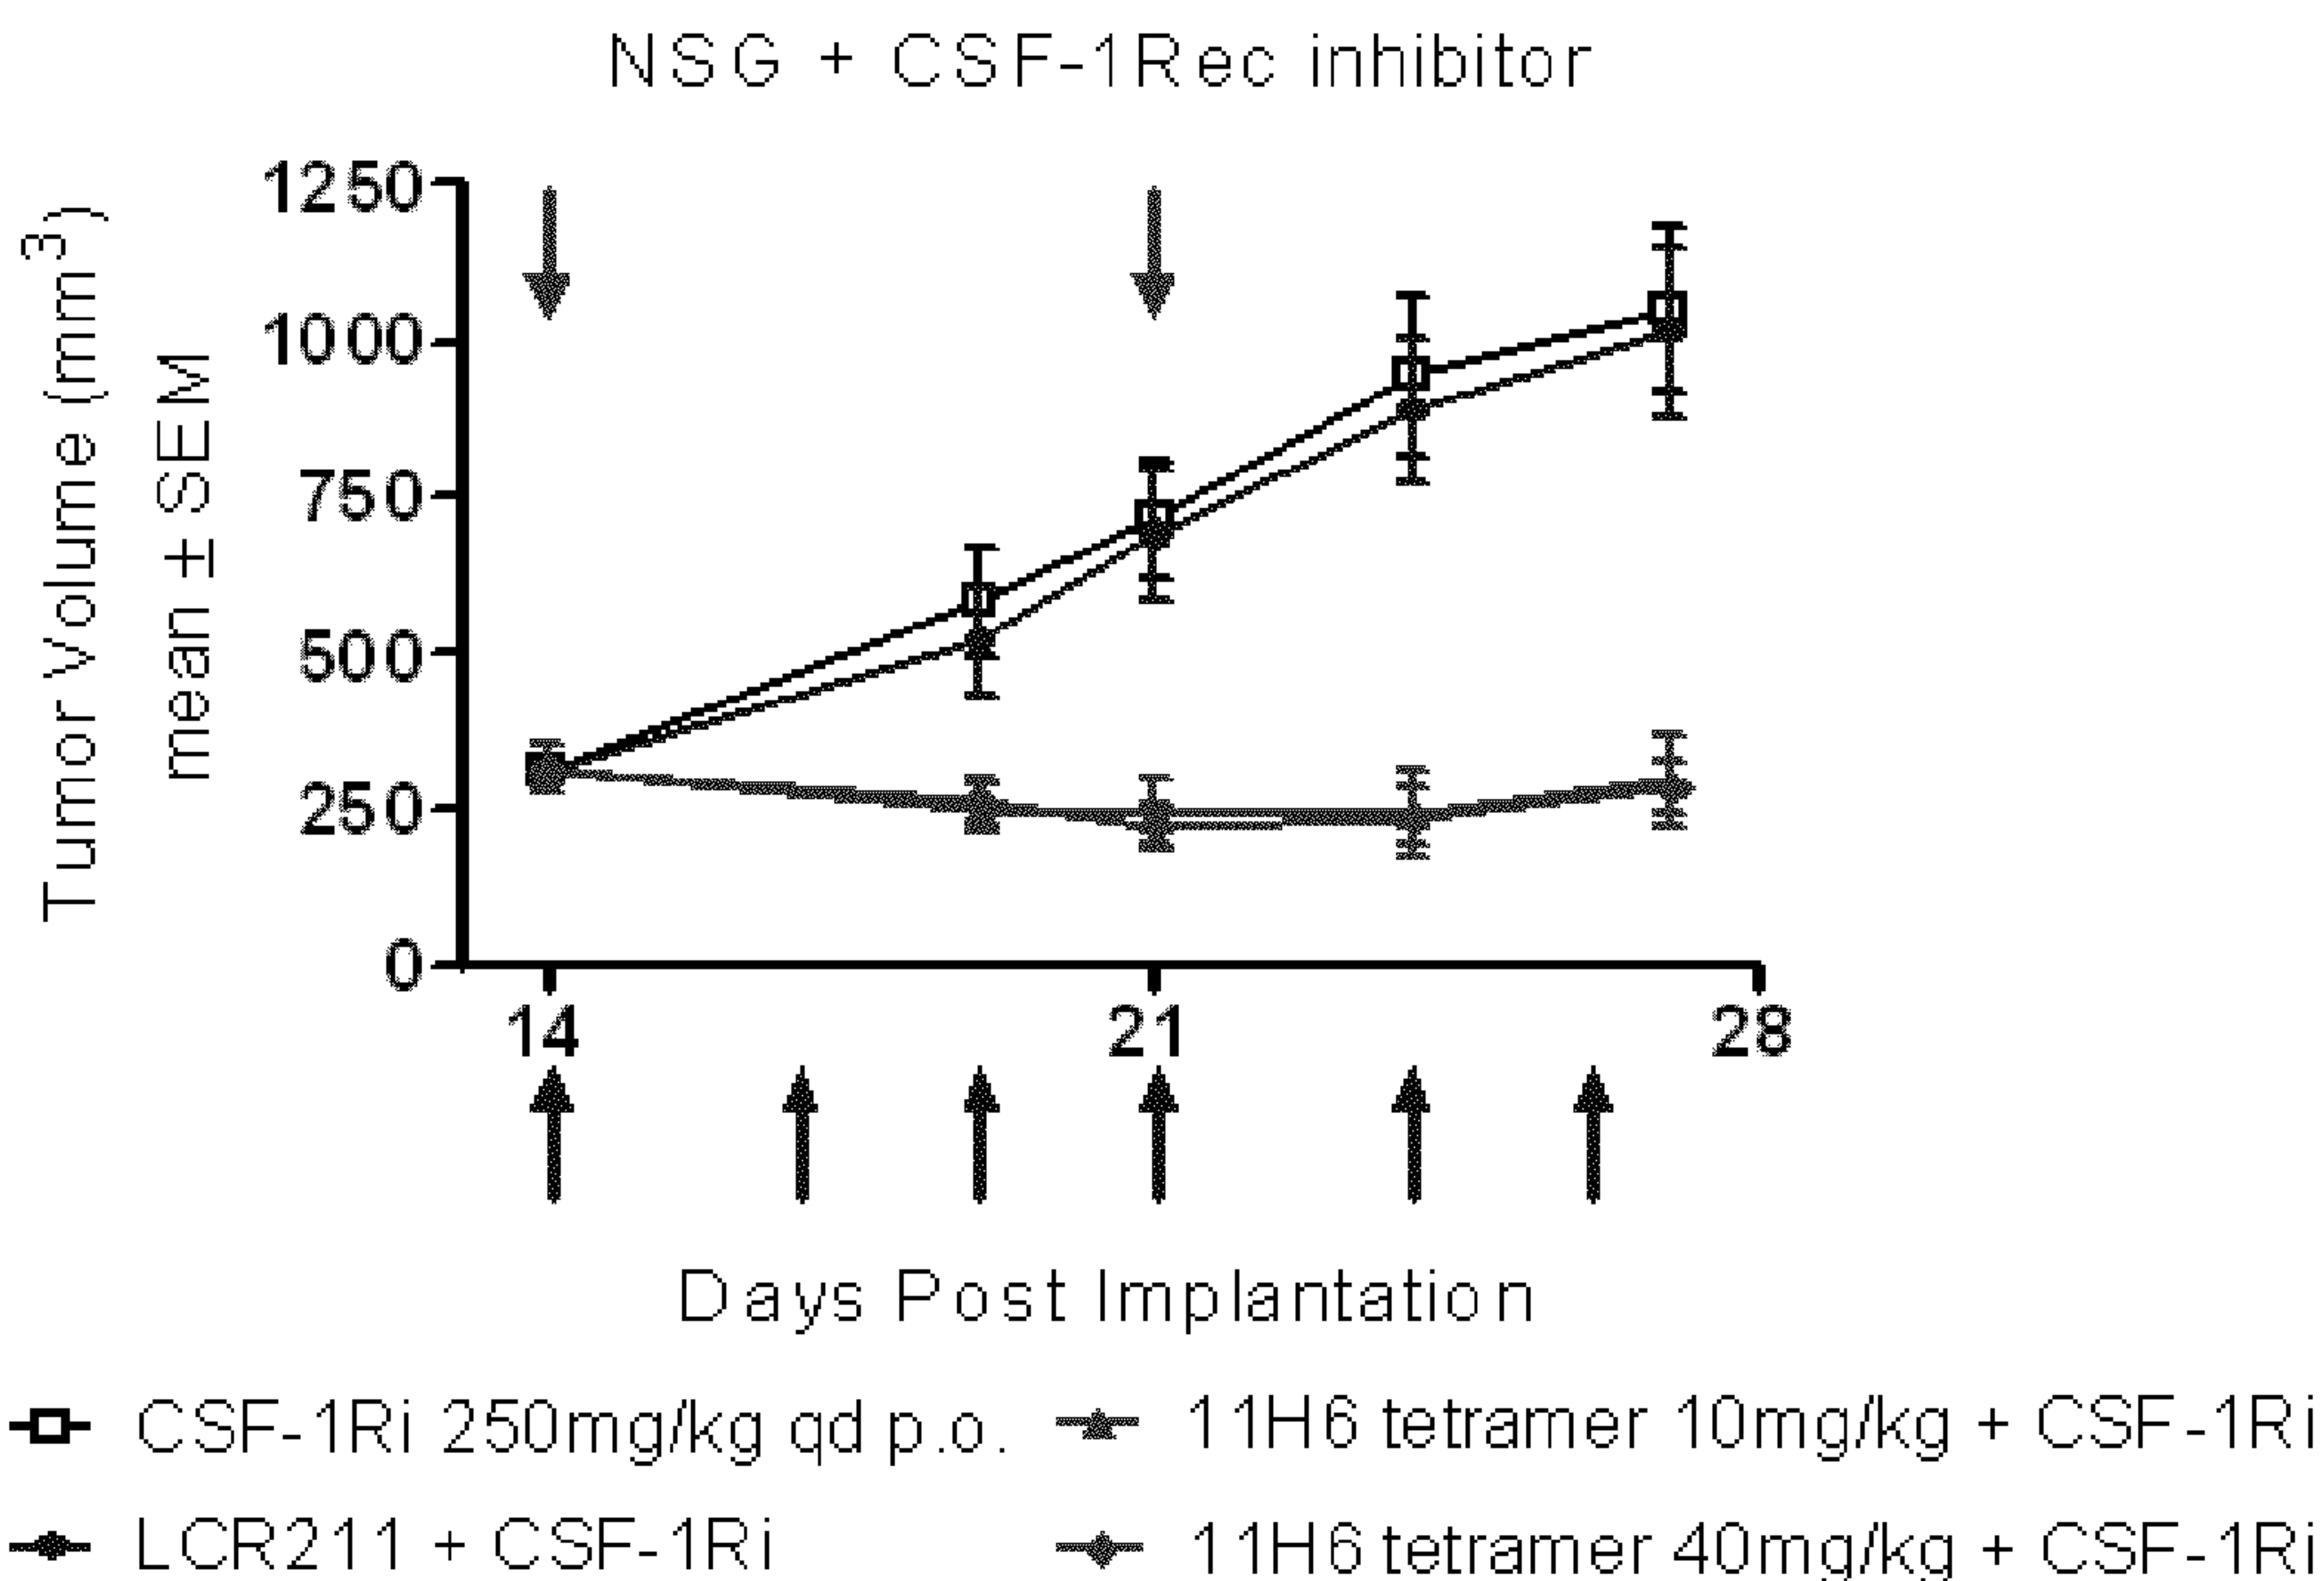 NSG + CSF-1Rec inhibitor
Tumor Volume (mm³)
mean ± SEM
1250
1000
750
500
250
0
14 21 28
Days Post Implantation
CSF-1Ri 250mg/kg qd p.o.
LCR211 + CSF-1Ri
11H6 tetramer 10mg/kg + CSF-1Ri
11H6 tetramer 40mg/kg + CSF-1Ri